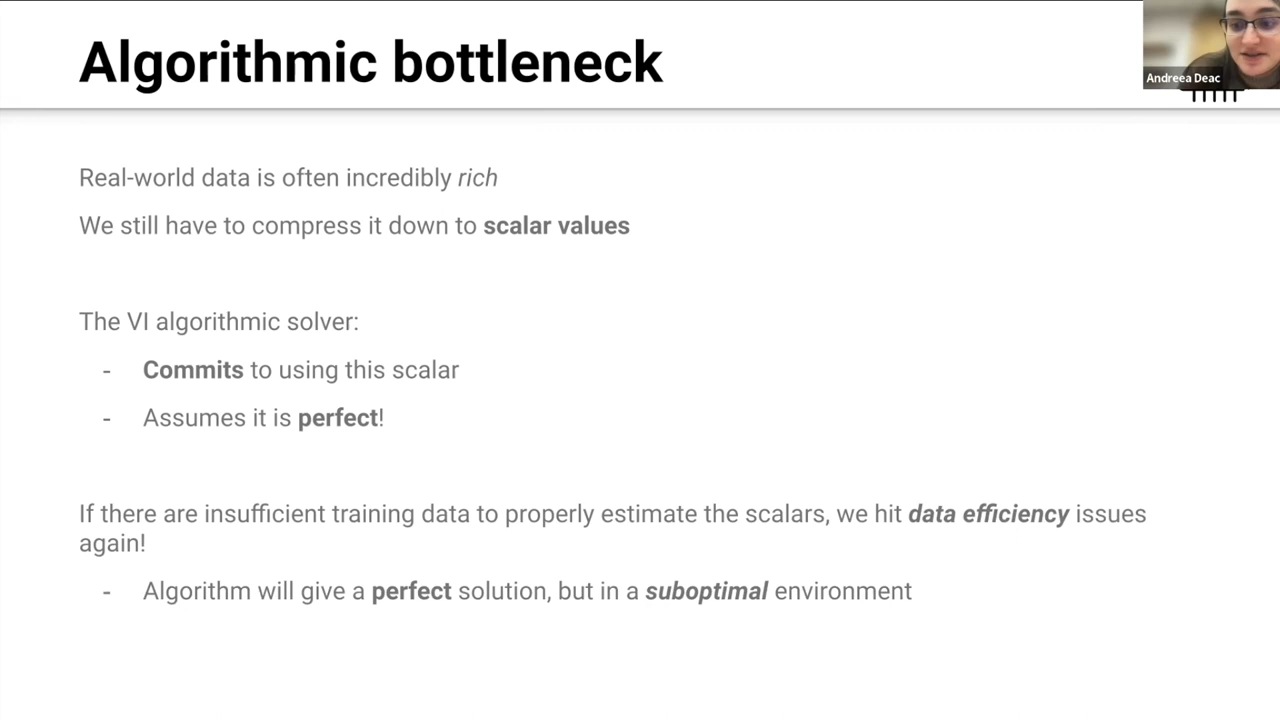 Algorithmic bottleneck
Andreea Deac
Real-world data is often incredibly rich
We still have to compress it down to scalar values
The VI algorithmic solver:
- Commits to using this scalar
- Assumes it is perfect!
If there are insufficient training data to properly estimate the scalars, we hit data efficiency issues
again!
- Algorithm will give a perfect solution, but in a suboptimal environment